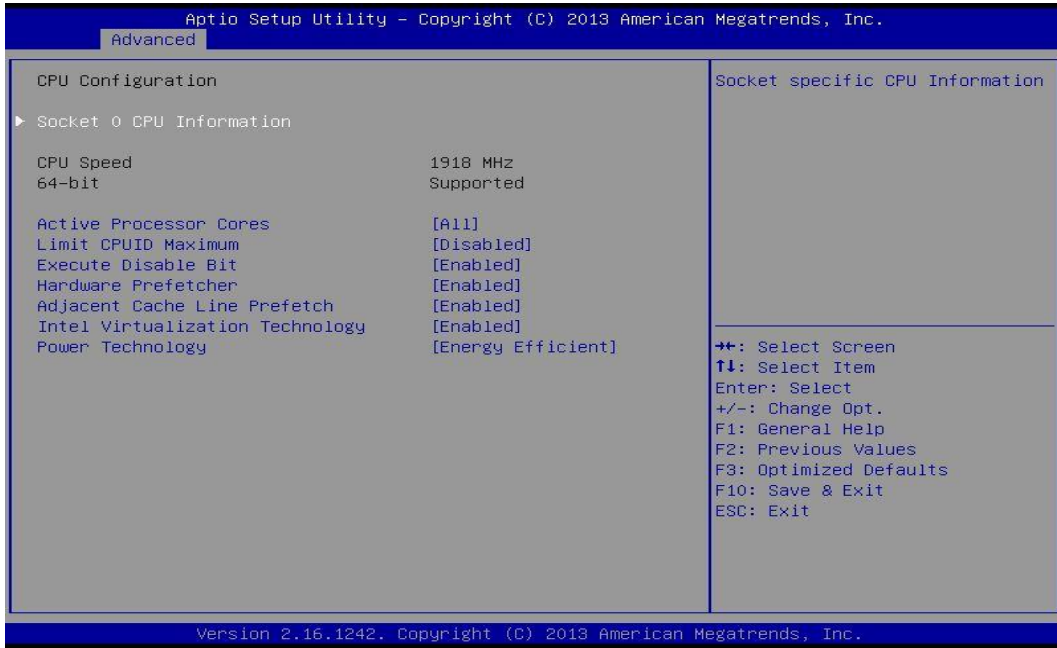 Aptio Setup Utility – Copyright (C) 2013 American Megatrends, Inc.
Advanced
CPU Configuration
Socket 0 CPU Information
CPU Speed 1918 MHz
64-bit Supported
Active Processor Cores [All]
Limit CPUID Maximum [Disabled]
Execute Disable Bit [Enabled]
Hardware Prefetcher [Enabled]
Adjacent Cache Line Prefetch [Enabled]
Intel Virtualization Technology [Enabled]
Power Technology [Energy Efficient]
Socket specific CPU Information
→←: Select Screen
↑↓: Select Item
Enter: Select
+/-: Change Opt.
F1: General Help
F2: Previous Values
F3: Optimized Defaults
F10: Save & Exit
ESC: Exit
Version 2.16.1242. Copyright (C) 2013 American Megatrends, Inc.